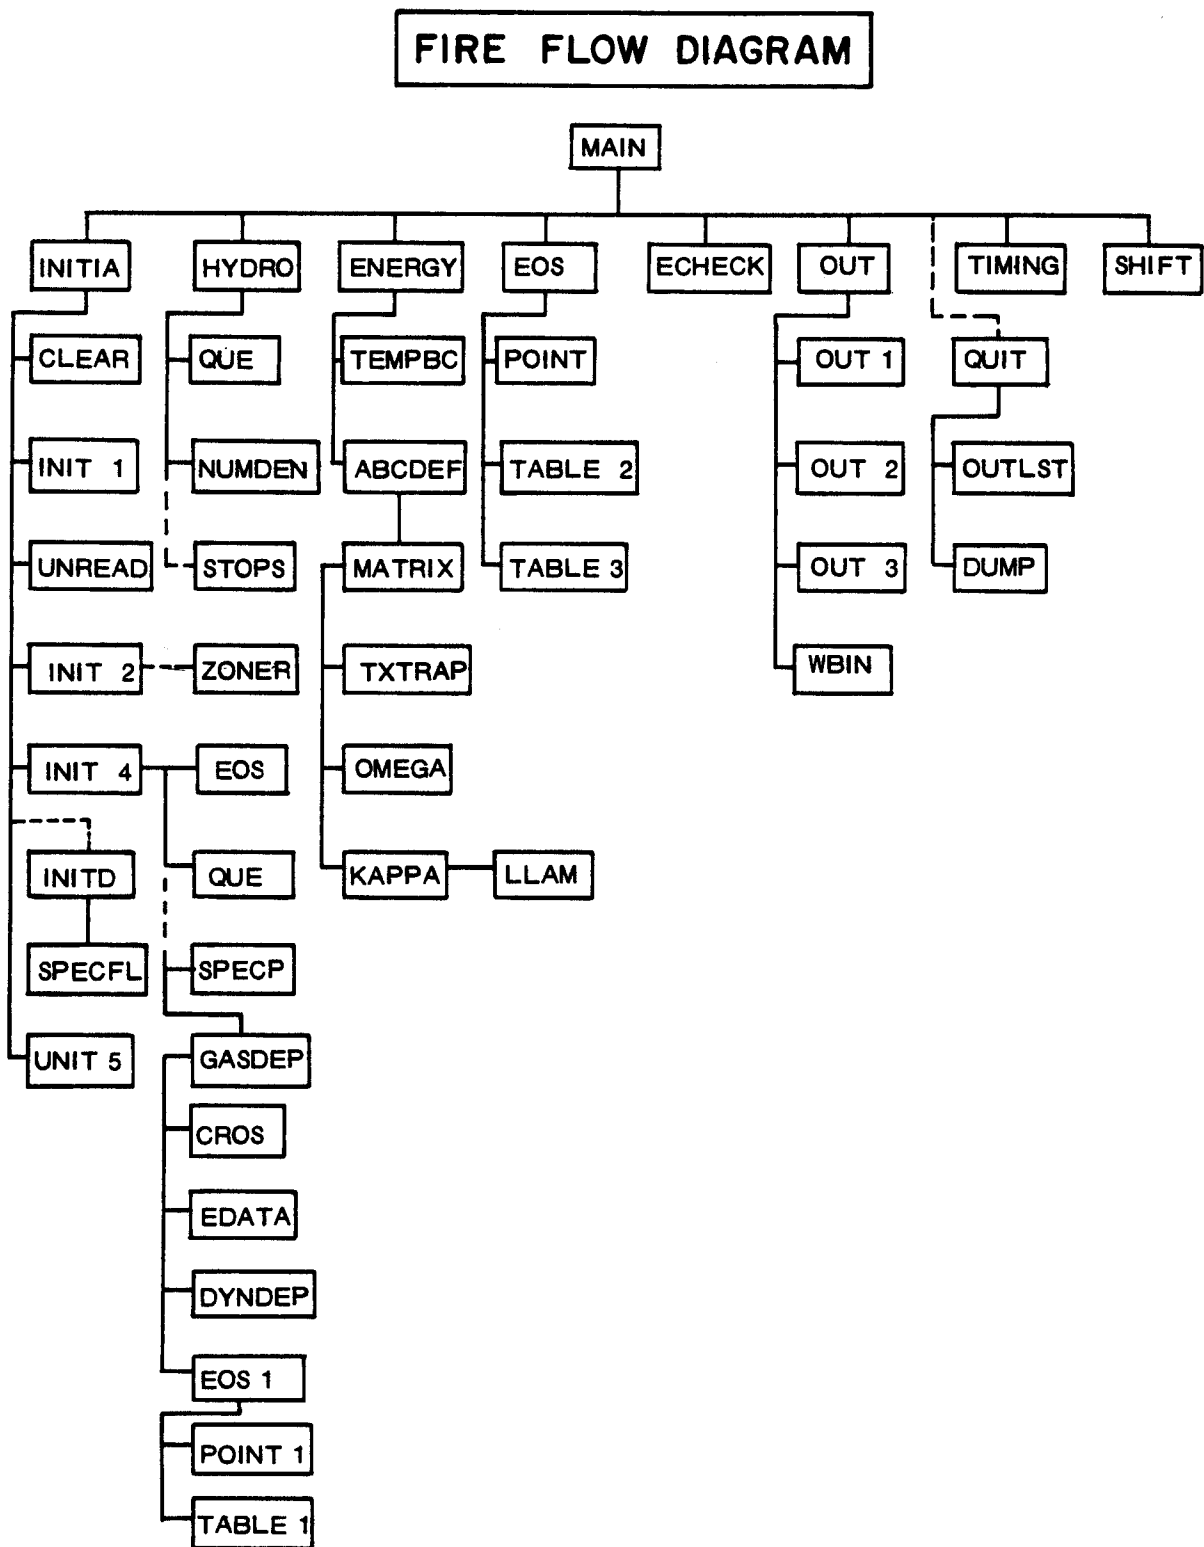 FIRE FLOW DIAGRAM
MAIN
INITIA
HYDRO
ENERGY
EOS
ECHECK
OUT
TIMING
SHIFT
CLEAR
QUE
TEMPBC
POINT
OUT 1
QUIT
INIT 1
NUMDEN
ABCDEF
TABLE 2
OUT 2
OUTLST
UNREAD
STOPS
MATRIX
TABLE 3
OUT 3
DUMP
INIT 2
ZONER
TXTRAP
WBIN
INIT 4
EOS
OMEGA
INITD
QUE
KAPPA
LLAM
SPECFL
SPECP
UNIT 5
GASDEP
CROS
EDATA
DYNDEP
EOS 1
POINT 1
TABLE 1